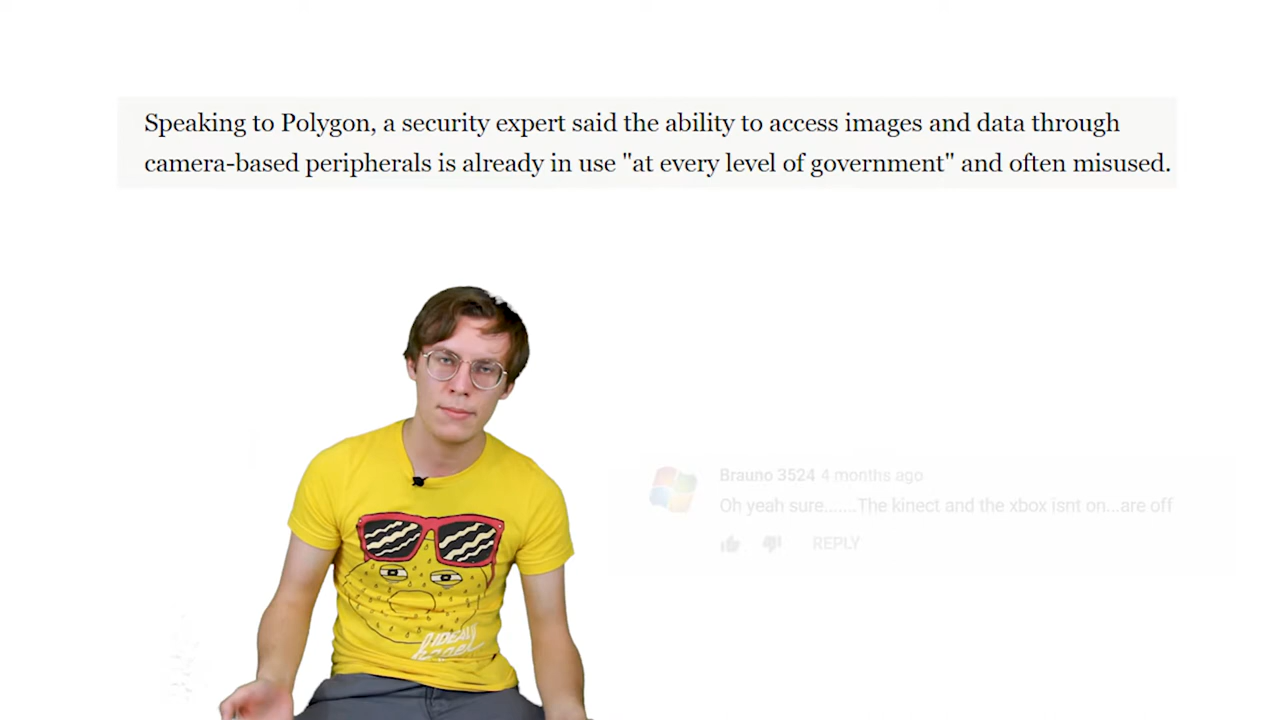 Speaking to Polygon, a security expert said the ability to access images and data through
camera-based peripherals is already in use "at every level of government" and often misused.
Brauno 3524 4 months ago
Oh yeah sure.......The kinect and the xbox isnt on...are off
REPLY